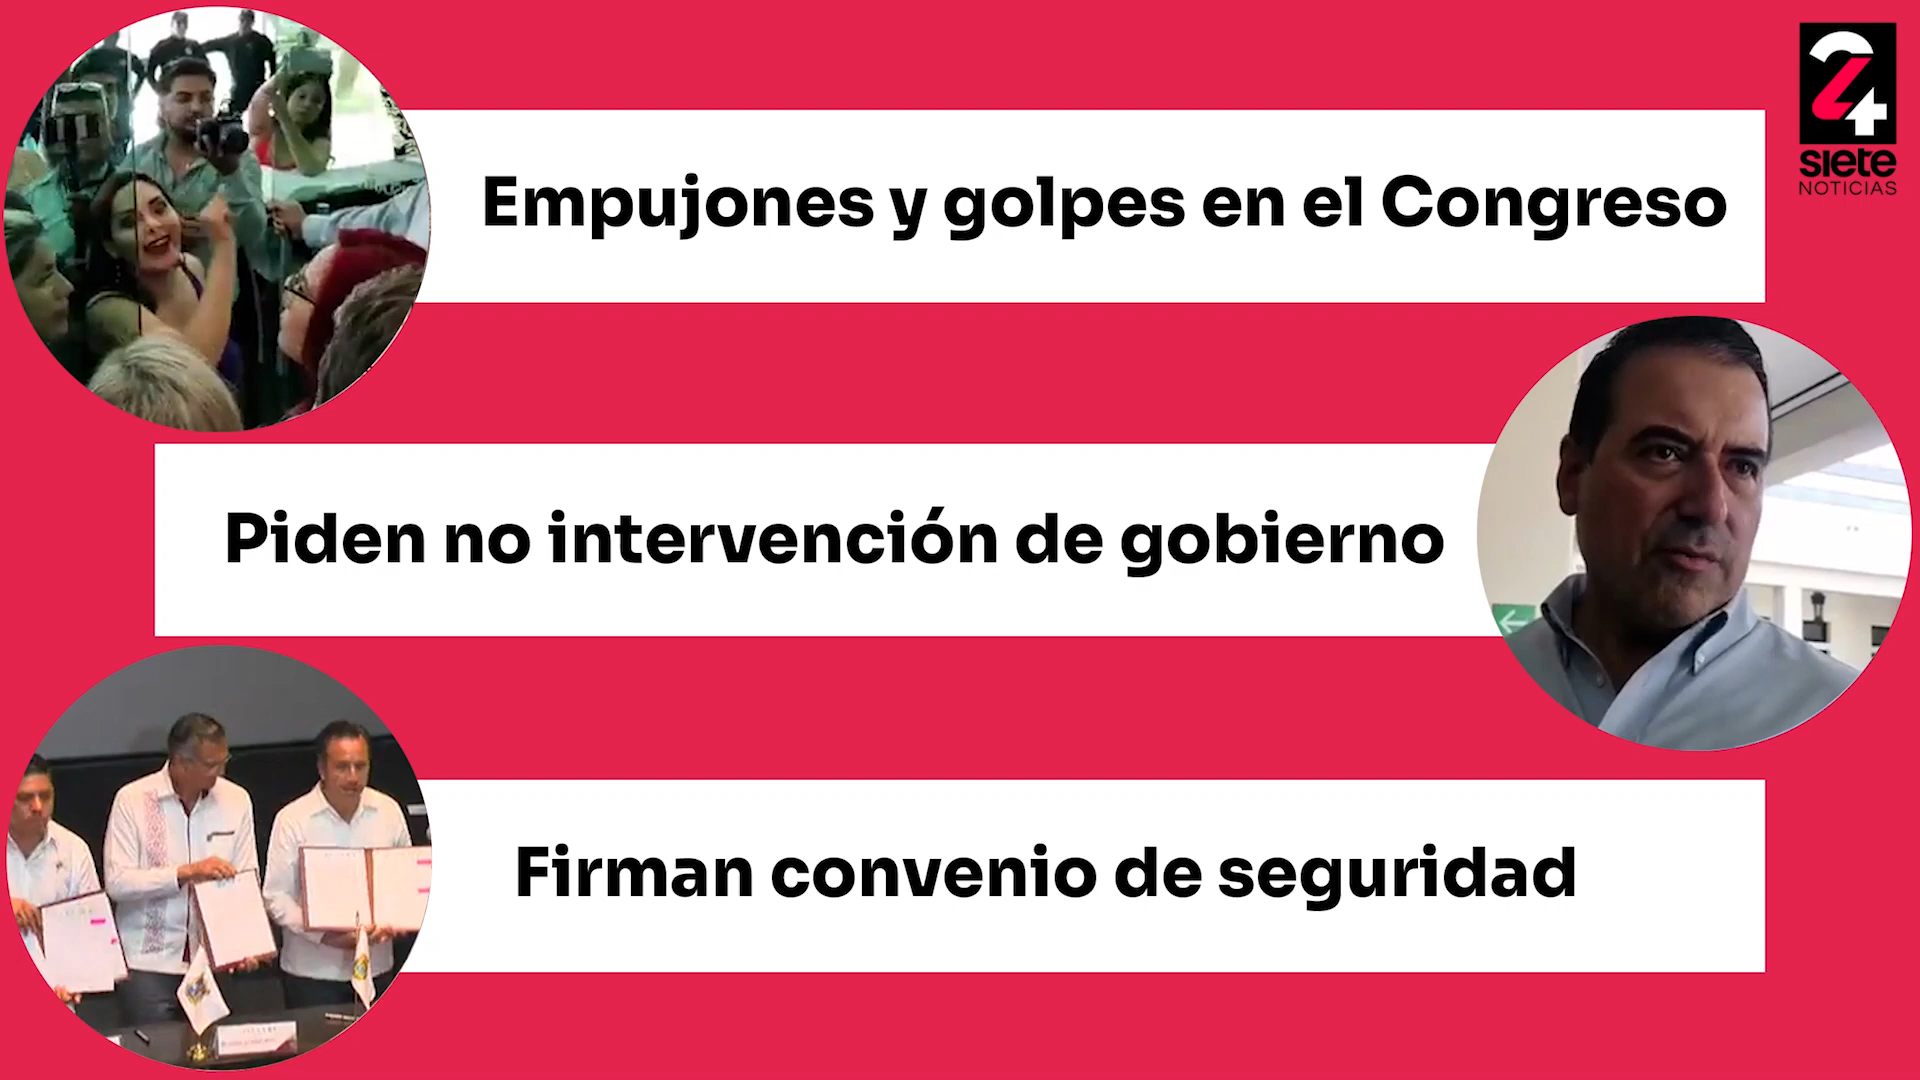 24
siete
NOTICIAS
Empujones y golpes en el Congreso
Piden no intervención de gobierno
Firman convenio de seguridad